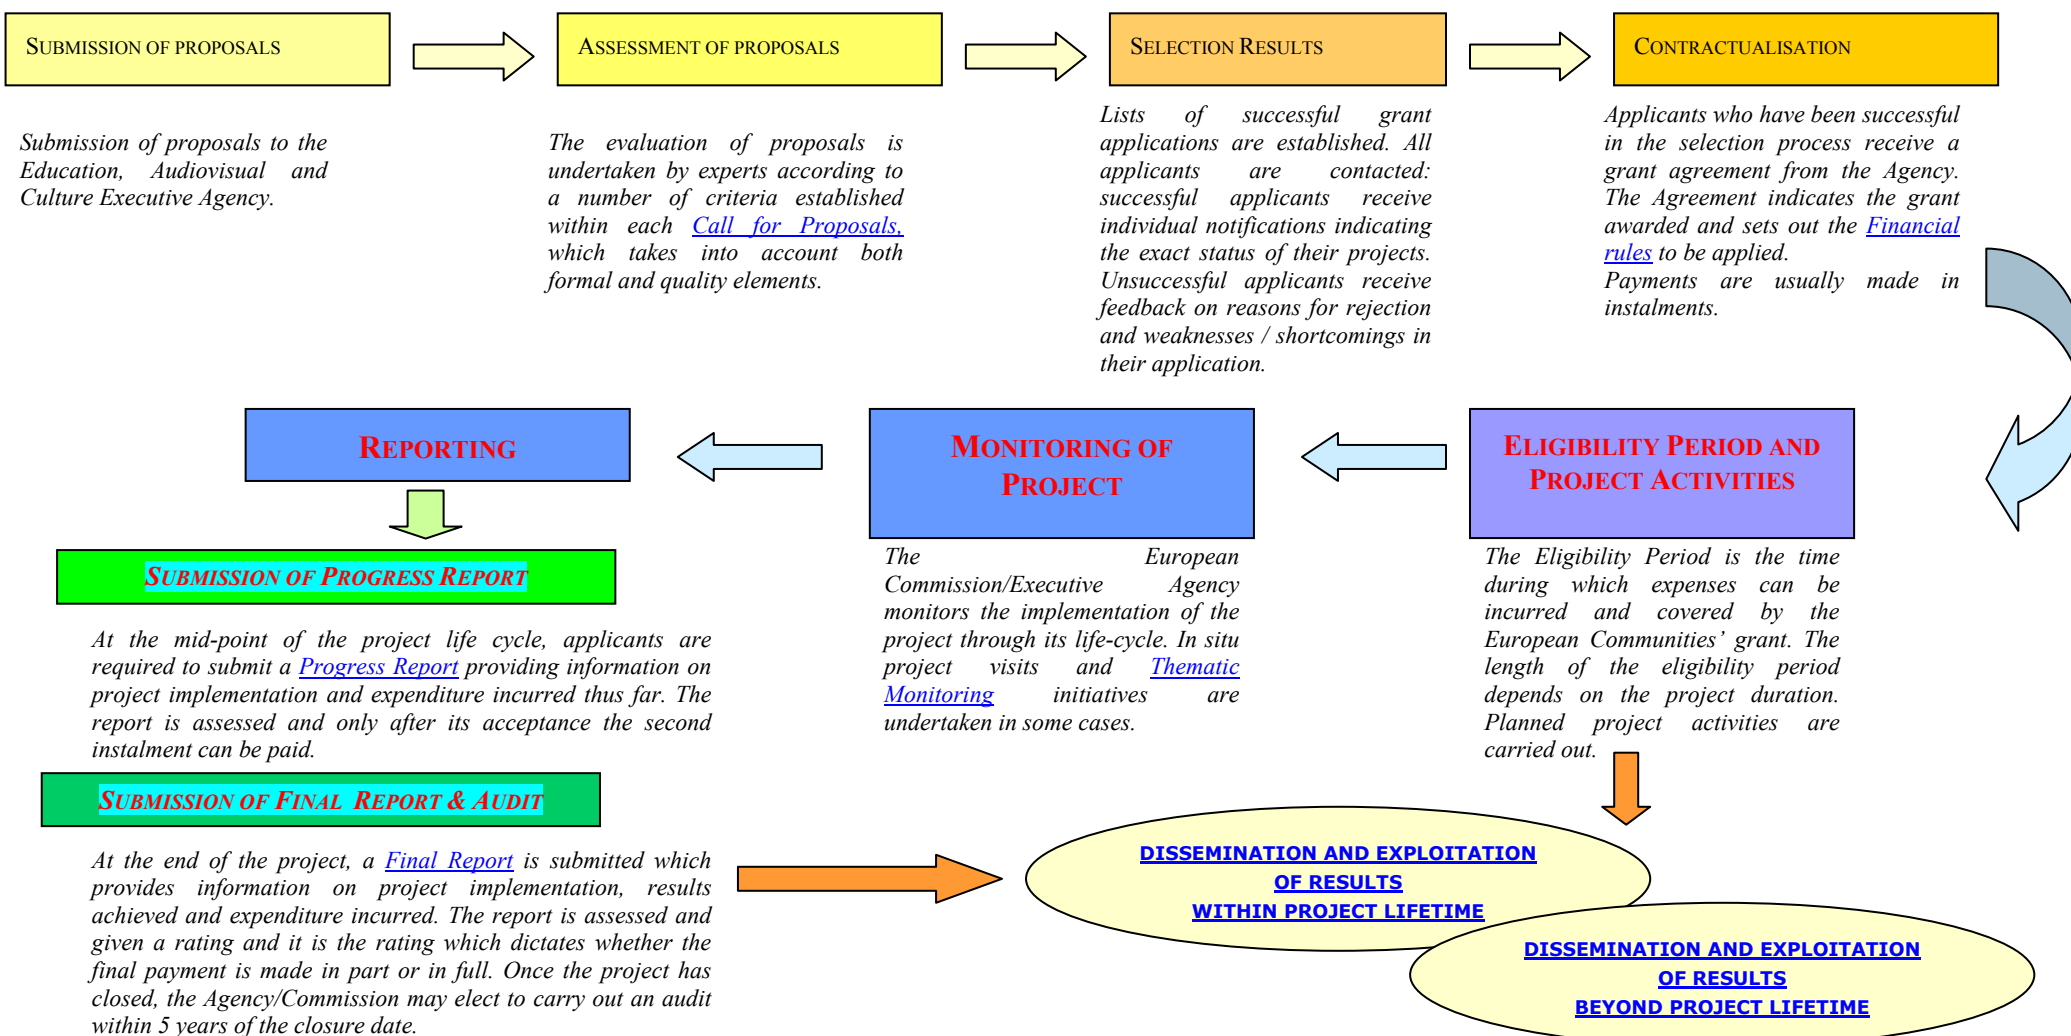 SUBMISSION OF PROPOSALS
ASSESSMENT OF PROPOSALS
SELECTION RESULTS
CONTRACTUALISATION
Submission of proposals to the
Education, Audiovisual and
Culture Executive Agency.
The evaluation of proposals is
undertaken by experts according to
a number of criteria established
within each Call for Proposals,
which takes into account both
formal and quality elements.
Lists of successful grant
applications are established. All
applicants are contacted:
successful applicants receive
individual notifications indicating
the exact status of their projects.
Unsuccessful applicants receive
feedback on reasons for rejection
and weaknesses / shortcomings in
their application.
Applicants who have been successful
in the selection process receive a
grant agreement from the Agency.
The Agreement indicates the grant
awarded and sets out the Financial
rules to be applied.
Payments are usually made in
instalments.
ELIGIBILITY PERIOD AND
PROJECT ACTIVITIES
The Eligibility Period is the time
during which expenses can be
incurred and covered by the
European Communities’ grant. The
length of the eligibility period
depends on the project duration.
Planned project activities are
carried out.
MONITORING OF
PROJECT
The European
Commission/Executive Agency
monitors the implementation of the
project through its life-cycle. In situ
project visits and Thematic
Monitoring initiatives are
undertaken in some cases.
REPORTING
SUBMISSION OF PROGRESS REPORT
At the mid-point of the project life cycle, applicants are
required to submit a Progress Report providing information on
project implementation and expenditure incurred thus far. The
report is assessed and only after its acceptance the second
instalment can be paid.
SUBMISSION OF FINAL REPORT & AUDIT
At the end of the project, a Final Report is submitted which
provides information on project implementation, results
achieved and expenditure incurred. The report is assessed and
given a rating and it is the rating which dictates whether the
final payment is made in part or in full. Once the project has
closed, the Agency/Commission may elect to carry out an audit
within 5 years of the closure date.
DISSEMINATION AND EXPLOITATION
OF RESULTS
WITHIN PROJECT LIFETIME
DISSEMINATION AND EXPLOITATION
OF RESULTS
BEYOND PROJECT LIFETIME